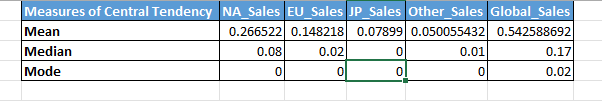 Measures of Central Tendency NA_Sales EU_Sales JP_Sales Other_Sales Global_Sales
Mean 0.266522 0.148218 0.07899 0.050055432 0.542588692
Median 0.08 0.02 0 0.01 0.17
Mode 0 0 0 0 0.02